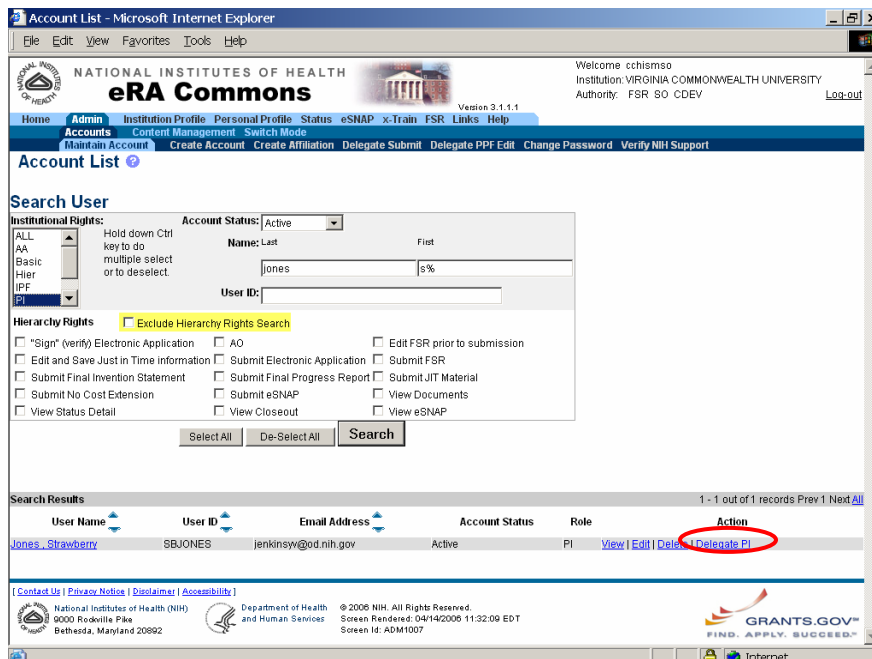 Account List - Microsoft Internet Explorer
File Edit View Favorites Tools Help
NATIONAL INSTITUTES OF HEALTH
eRA Commons
Version 3.1.1.1
Welcome cchismso
Institution: VIRGINIA COMMONWEALTH UNIVERSITY
Authority: FSR SO CDEV
Log-out
Home Admin Institution Profile Personal Profile Status eSNAP x-Train FSR Links Help
Accounts Content Management Switch Mode
Maintain Account Create Account Create Affiliation Delegate Submit Delegate PPF Edit Change Password Verify NIH Support
Account List ?
Search User
Institutional Rights:
ALL
AA
Basic
Hier
IPF
PI
Hold down Ctrl
key to do
multiple select
or to deselect.
Account Status: Active
Name: Last First
jones s%
User ID:
Hierarchy Rights Exclude Hierarchy Rights Search
"Sign" (verify) Electronic Application AO Edit FSR prior to submission
Edit and Save Just in Time information Submit Electronic Application Submit FSR
Submit Final Invention Statement Submit Final Progress Report Submit JIT Material
Submit No Cost Extension Submit eSNAP View Documents
View Status Detail View Closeout View eSNAP
Select All De-Select All Search
Search Results 1 - 1 out of 1 records Prev 1 Next All
User Name User ID Email Address Account Status Role Action
Jones , Strawberry SBJONES jenkinsyv@od.nih.gov Active PI View | Edit | Delete | Delegate PI
[ Contact Us | Privacy Notice | Disclaimer | Accessibility ]
National Institutes of Health (NIH)
9000 Rockville Pike
Bethesda, Maryland 20892
Department of Health
and Human Services
© 2006 NIH. All Rights Reserved.
Screen Rendered: 04/14/2006 11:32:09 EDT
Screen Id: ADM1007
GRANTS.GOV℠
FIND. APPLY. SUCCEED.℠
Internet